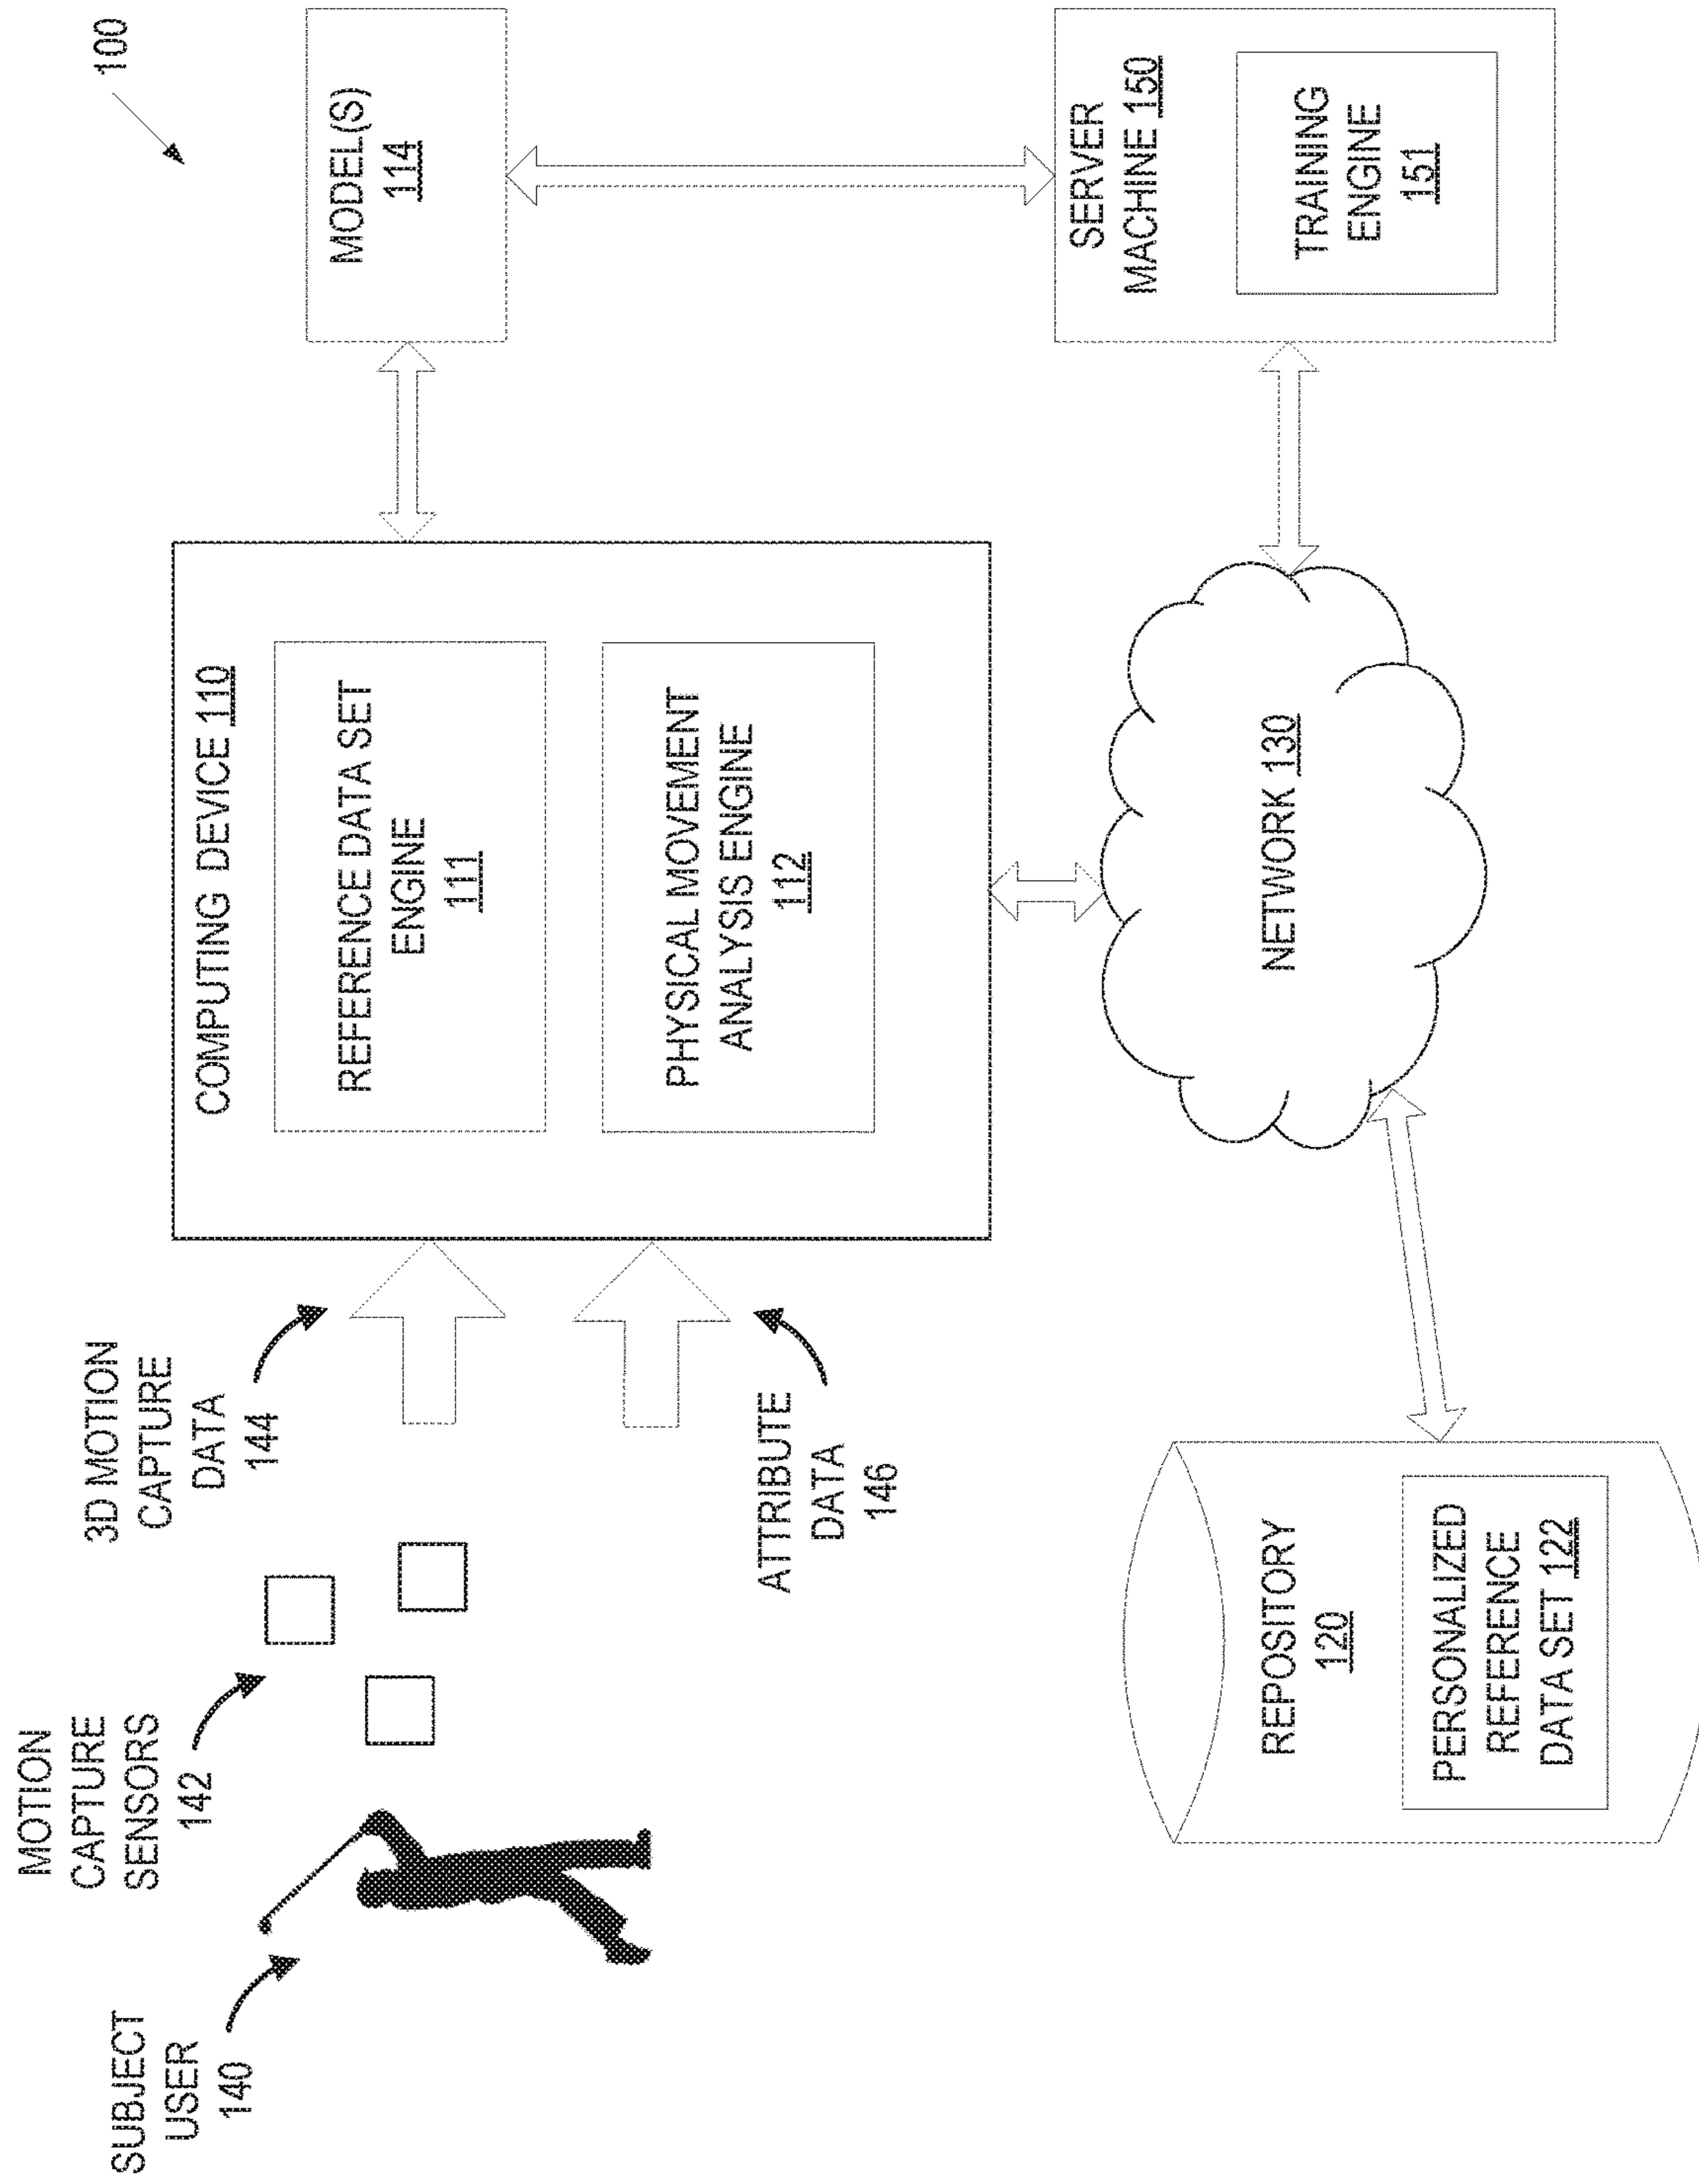 100
SUBJECT
USER
140
MOTION
CAPTURE
SENSORS
142
3D MOTION
CAPTURE
DATA
144
ATTRIBUTE
DATA
146
COMPUTING DEVICE 110
REFERENCE DATA SET
ENGINE
111
PHYSICAL MOVEMENT
ANALYSIS ENGINE
112
MODEL(S)
114
REPOSITORY
120
PERSONALIZED
REFERENCE
DATA SET 122
NETWORK 130
SERVER
MACHINE 150
TRAINING
ENGINE
151